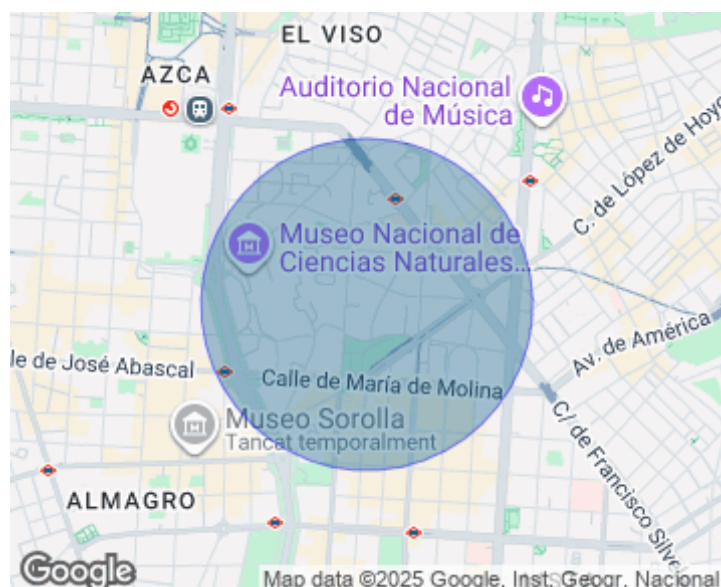 EL VISO
AZCA
Auditorio Nacional
de Música
C. de López de Hoyo
Museo Nacional de
Ciencias Naturales...
Av. de América
le de José Abascal
Calle de María de Molina
Museo Sorolla
Tancat temporalment
C/ de Francisco Silve
ALMAGRO
Google
Map data ©2025 Google, Inst. Geogr. Nacional